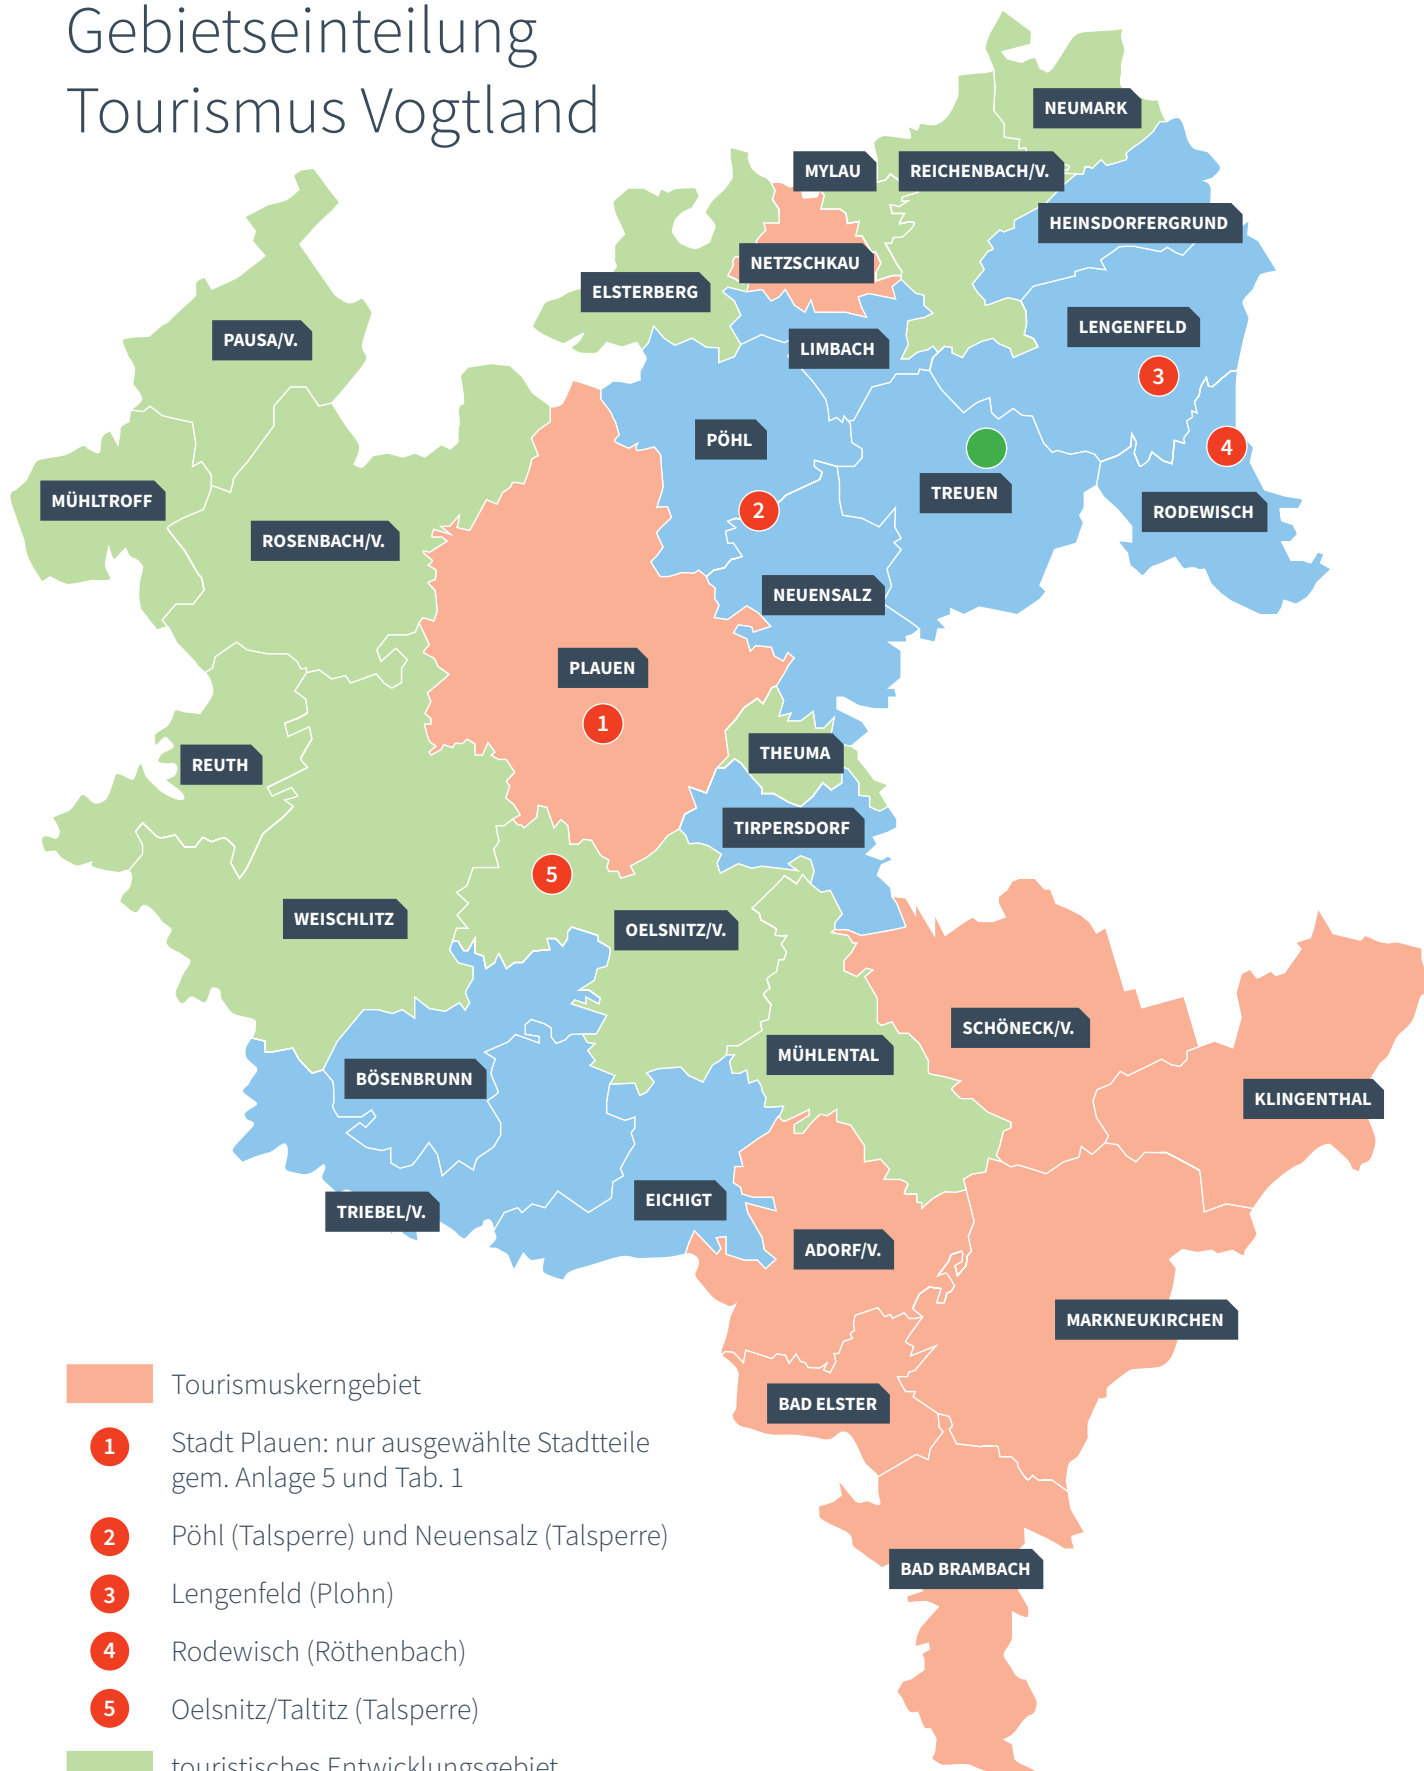 Gebietseinteilung
Tourismus Vogtland
NEUMARK
MYLAU
REICHENBACH/V.
HEINSDORFERGRUND
NETZSCHKAU
ELSTERBERG
LENGENFELD
PAUSA/V.
LIMBACH
3
PÖHL
4
TREUEN
MÜHLTROFF
2
RODEWISCH
ROSENBACH/V.
NEUENSALZ
PLAUEN
1
THEUMA
REUTH
TIRPERSDORF
5
WEISCHLITZ
OELSNITZ/V.
SCHÖNECK/V.
MÜHLENTAL
BÖSENBRUNN
KLINGENTHAL
EICHIGT
TRIEBEL/V.
ADORF/V.
MARKNEUKIRCHEN
BAD ELSTER
BAD BRAMBACH
Tourismuskerngebiet
1 Stadt Plauen: nur ausgewählte Stadtteile
gem. Anlage 5 und Tab. 1
2 Pöhl (Talsperre) und Neuensalz (Talsperre)
3 Lengenfeld (Plohn)
4 Rodewisch (Röthenbach)
5 Oelsnitz/Taltitz (Talsperre)
touristisches Entwicklungsgebiet